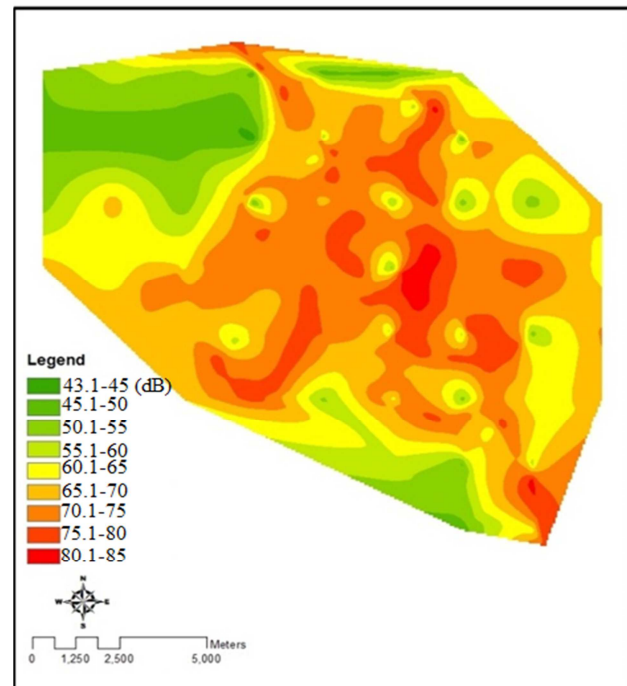 Legend
43.1-45 (dB)
45.1-50
50.1-55
55.1-60
60.1-65
65.1-70
70.1-75
75.1-80
80.1-85
N
W E
S
Meters
0 1,250 2,500 5,000